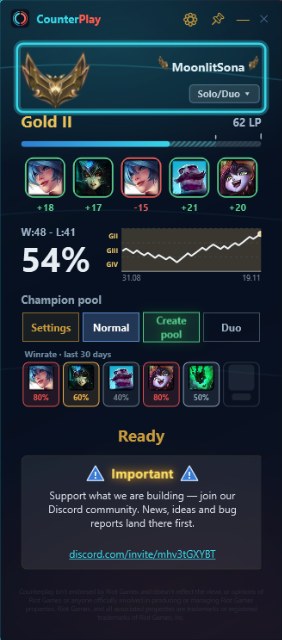 CounterPlay
MoonlitSona
Solo/Duo
Gold II
62 LP
+18 +17 -15 +21 +20
W:48 - L:41
54%
GII
GIII
GIV
31.08 19.11
Champion pool
Settings Normal Create pool Duo
Winrate · last 30 days
80% 60% 40% 80% 50%
Ready
Important
Support what we are building — join our
Discord community. News, ideas and bug
reports land there first.
discord.com/invite/mhv3tGXYBT